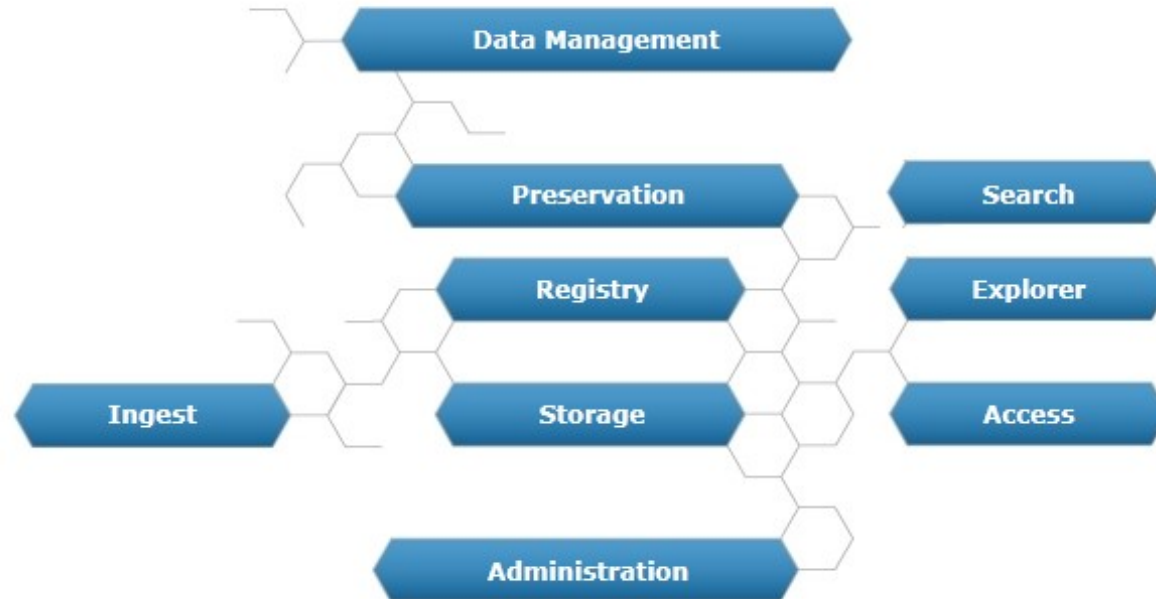 Data Management
Preservation
Search
Registry
Explorer
Ingest
Storage
Access
Administration